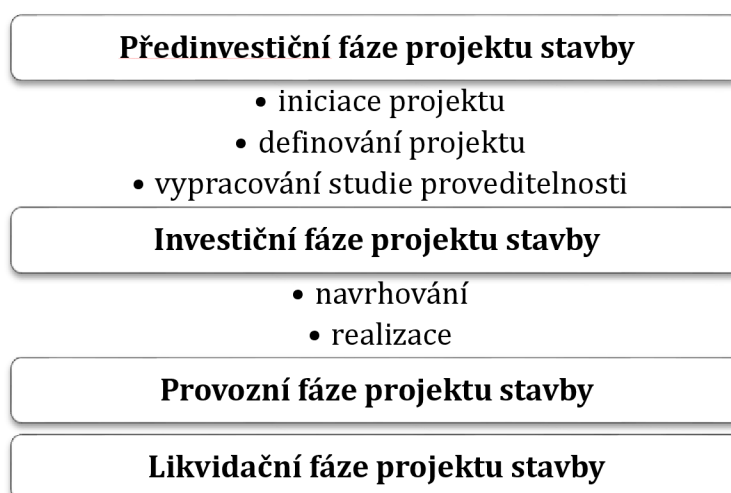 Předinvestiční fáze projektu stavby
• iniciace projektu
• definování projektu
• vypracování studie proveditelnosti
Investiční fáze projektu stavby
• navrhování
• realizace
Provozní fáze projektu stavby
Likvidační fáze projektu stavby